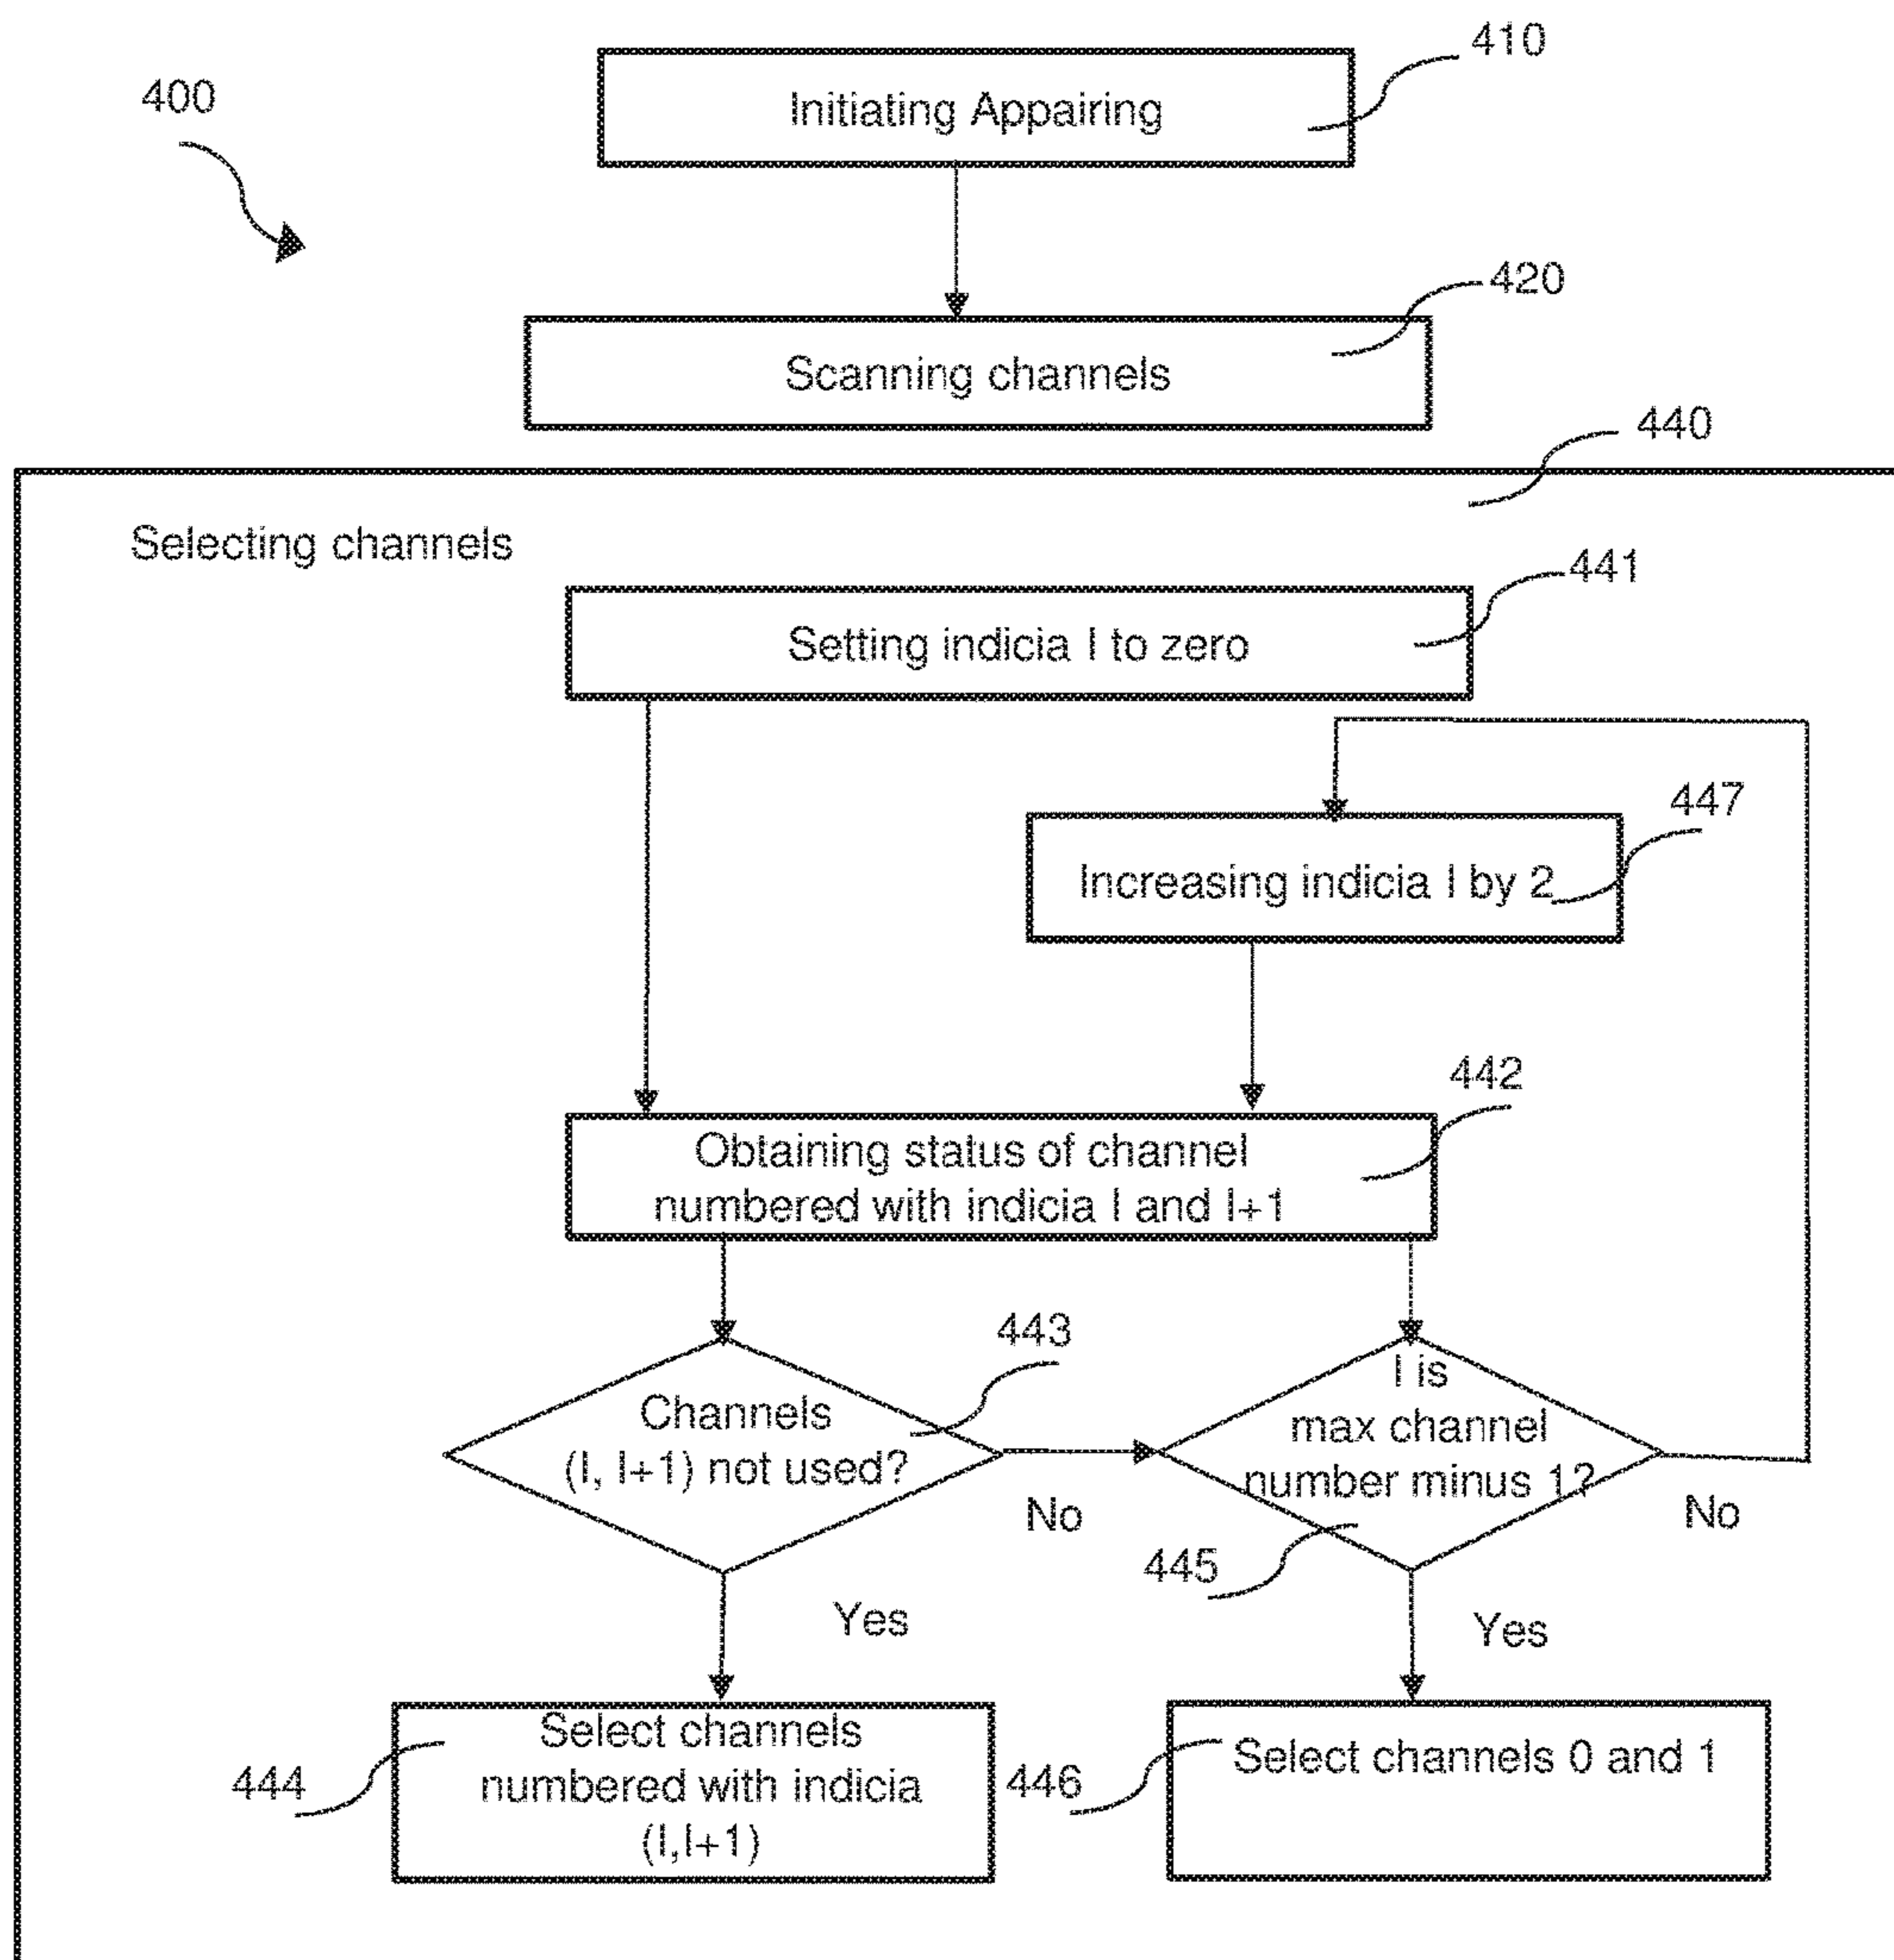 410
Initiating Appairing
400
420
Scanning channels
440
Selecting channels
441
Setting indicia I to zero
447
Increasing indicia I by 2
442
Obtaining status of channel
numbered with indicia I and I+1
443
Channels
(I, I+1) not used?
No
Yes
I is
max channel
number minus 1?
No
445
Yes
444
Select channels
numbered with indicia
(I,I+1)
446
Select channels 0 and 1